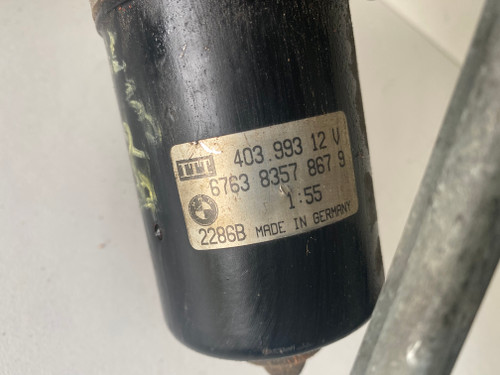 ITT 403.993 12 V
6763 8357 867 9
1:55
2286B MADE IN GERMANY